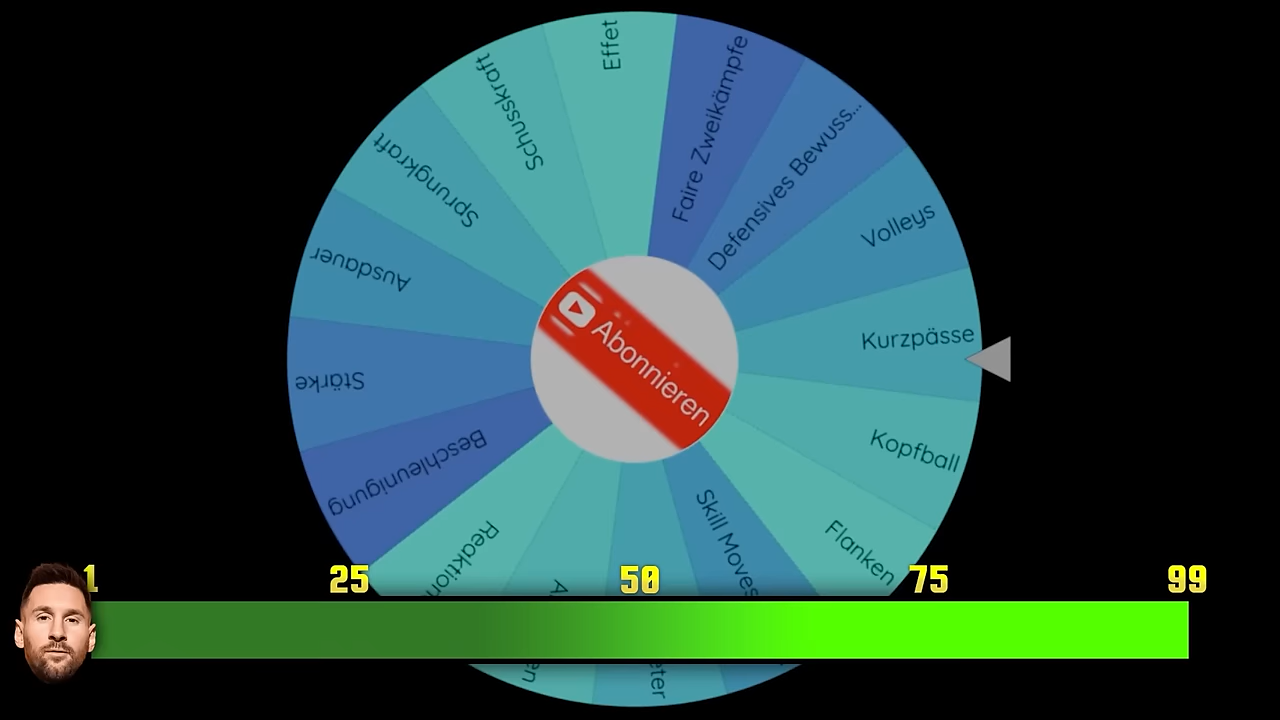 Effet
Faire Zweikämpfe
Defensives Bewuss...
Volleys
Kurzpässe
Kopfball
Flanken
Skill Moves
Reaktion
Beschleunigung
Stärke
Ausdauer
Sprungkraft
Schusskraft
Abonnieren
1 25 50 75 99